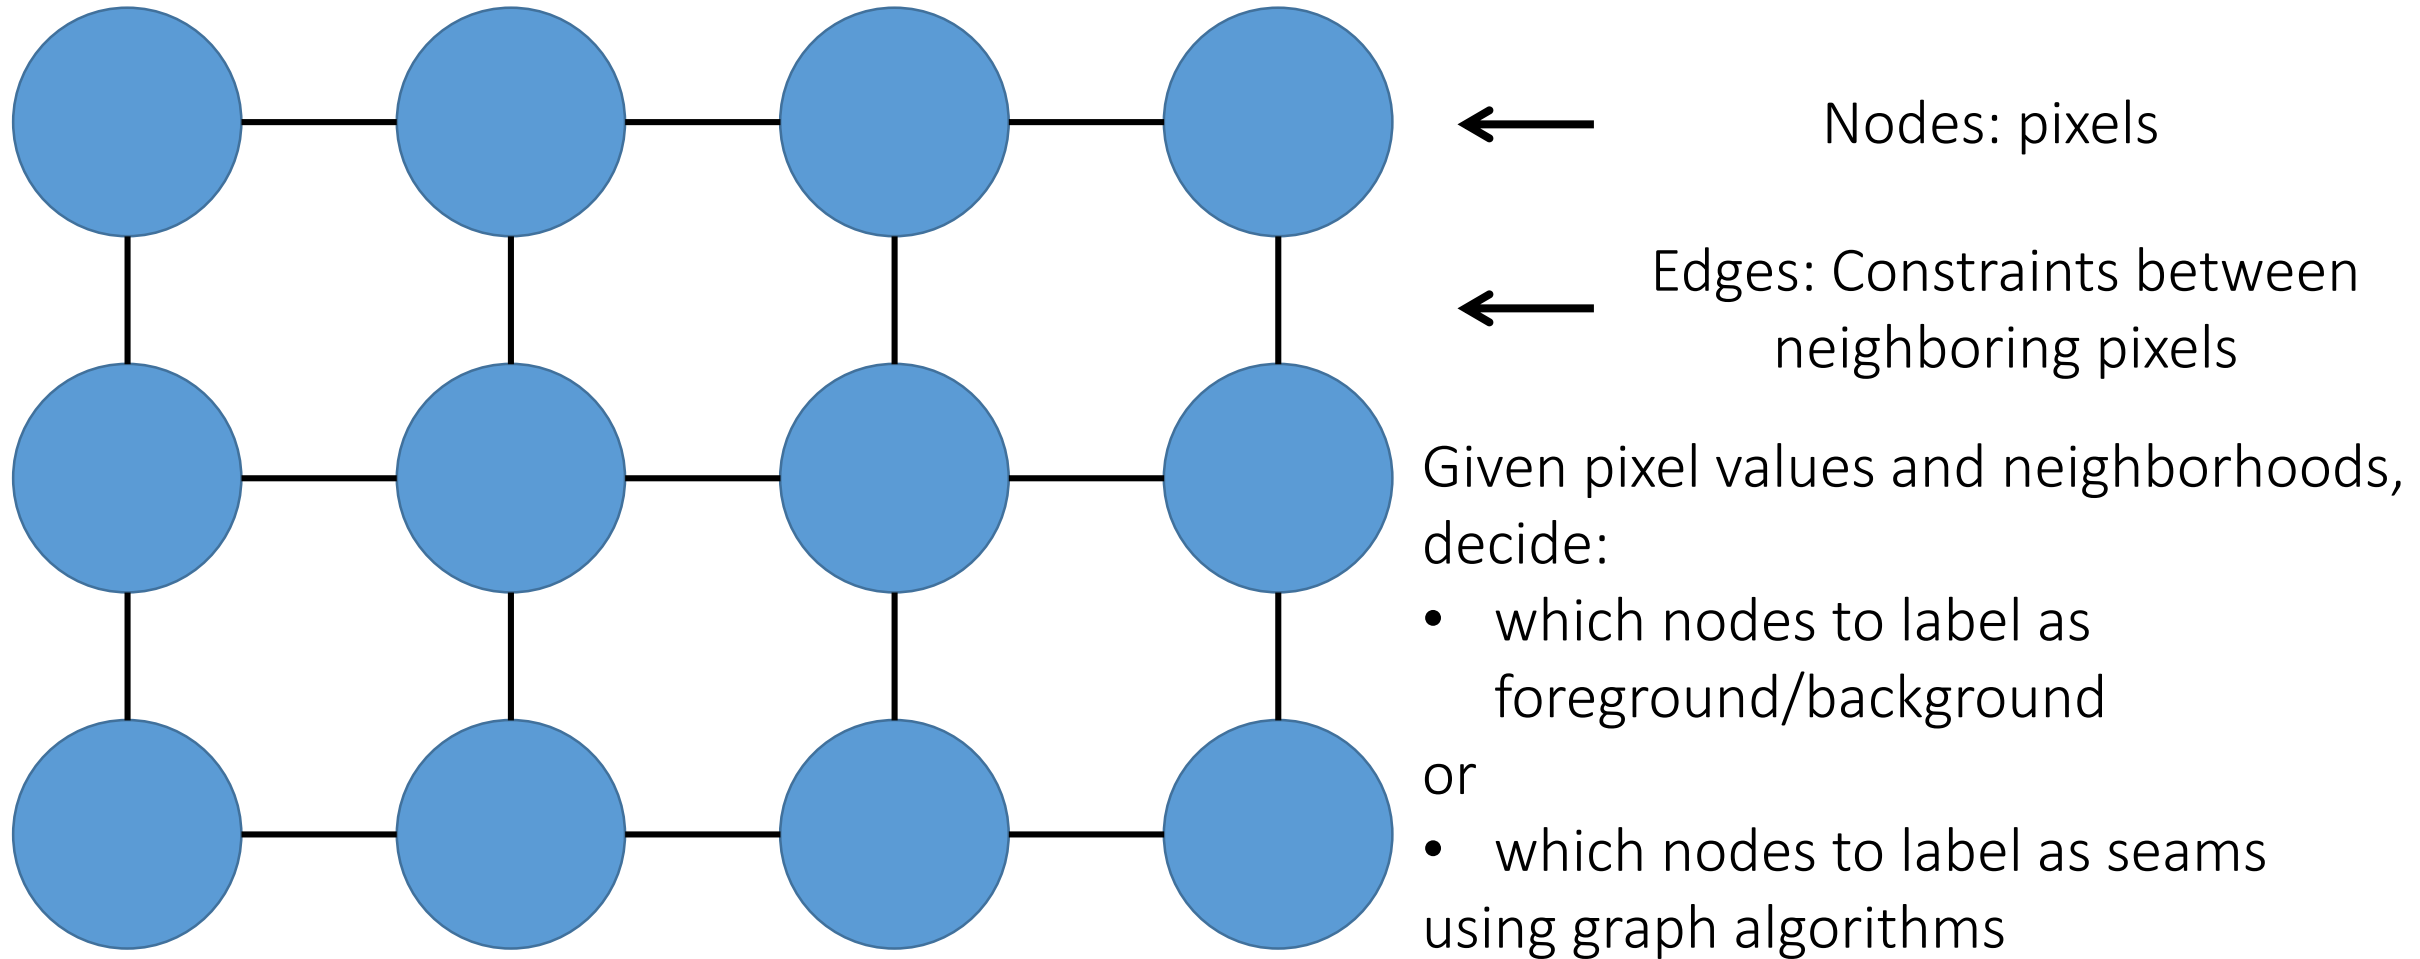 Nodes: pixels
Edges: Constraints between
neighboring pixels
Given pixel values and neighborhoods,
decide:
• which nodes to label as
foreground/background
or
• which nodes to label as seams
using graph algorithms